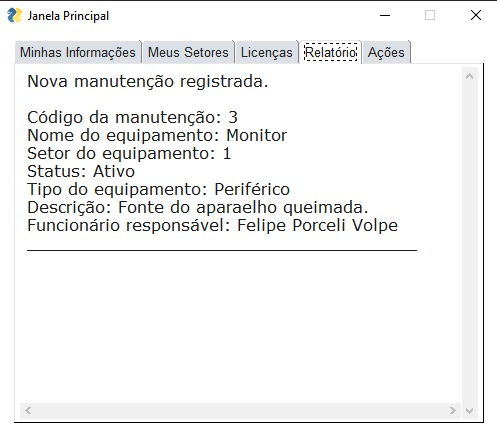 Janela Principal
Minhas Informações Meus Setores Licenças Relatório Ações
Nova manutenção registrada.
Código da manutenção: 3
Nome do equipamento: Monitor
Setor do equipamento: 1
Status: Ativo
Tipo do equipamento: Periférico
Descrição: Fonte do aparaelho queimada.
Funcionário responsável: Felipe Porceli Volpe